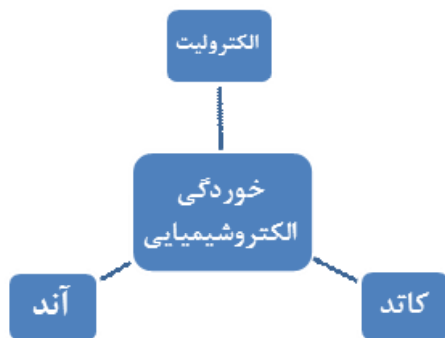 الکترولیت
خوردگی
الکتروشیمیایی
کاتد
آند